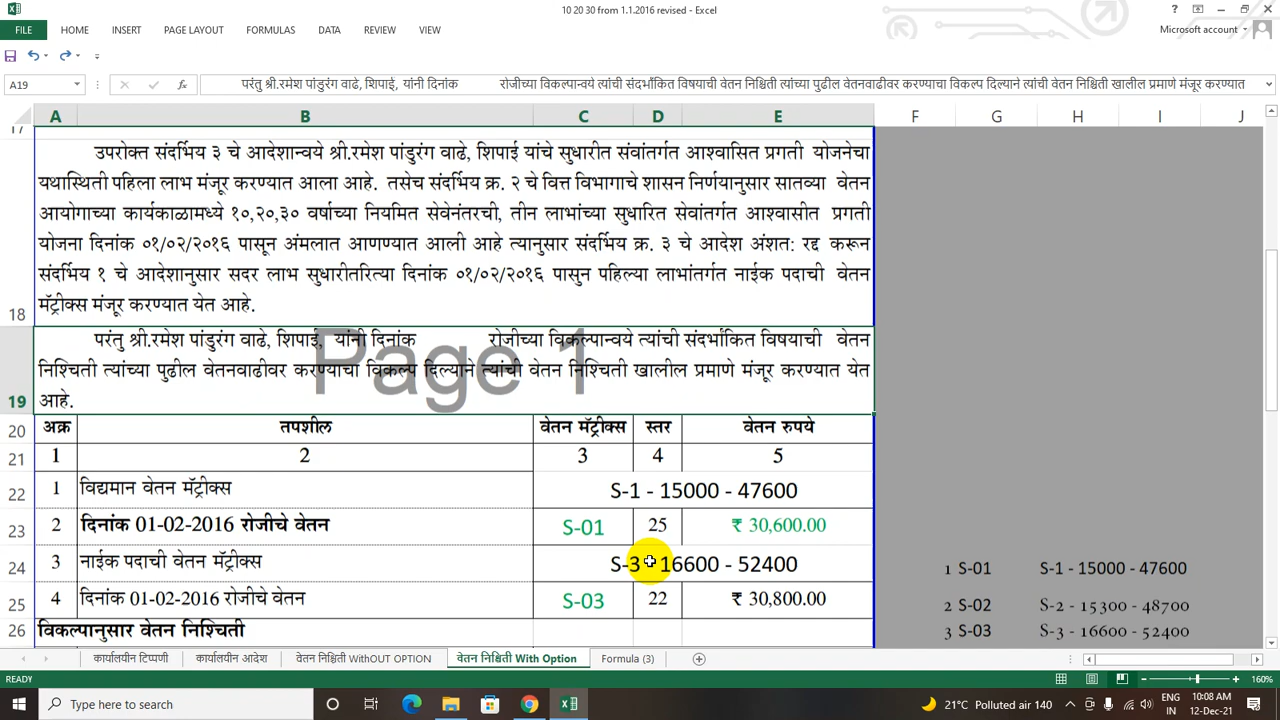 10 20 30 from 1.1.2016 revised - Excel
FILE HOME INSERT PAGE LAYOUT FORMULAS DATA REVIEW VIEW Microsoft account
A19 परंतु श्री.रमेश पांडुरंग वाढे, शिपाई, यांनी दिनांक रोजीच्या विकल्पान्वये त्यांची संदर्भांकित विषयाची वेतन निश्चिती त्यांच्या पुढील वेतनवाढीवर करण्याचा विकल्प दिल्याने त्यांची वेतन निश्चिती खालील प्रमाणे मंजूर करण्यात
A B C D E F G H I J
17
उपरोक्त संदर्भिय ३ चे आदेशान्वये श्री.रमेश पांडुरंग वाढे, शिपाई यांचे सुधारीत संवांतर्गत आश्वासित प्रगती योजनेचा
यथास्थिती पहिला लाभ मंजूर करण्यात आला आहे. तसेच संदर्भिय क्र. २ चे वित्त विभागाचे शासन निर्णयानुसार सातव्या वेतन
आयोगाच्या कार्यकाळामध्ये १०,२०,३० वर्षाच्या नियमित सेवेनंतरची, तीन लाभांच्या सुधारित सेवांतर्गत आश्वासीत प्रगती
योजना दिनांक ०१/०२/२०१६ पासून अंमलात आणण्यात आली आहे त्यानुसार संदर्भिय क्र. ३ चे आदेश अंशत: रद्द करून
संदर्भिय १ चे आदेशानुसार सदर लाभ सुधारीतरित्या दिनांक ०१/०२/२०१६ पासुन पहिल्या लाभांतर्गत नाईक पदाची वेतन
18 मॅट्रीक्स मंजूर करण्यात येत आहे.
परंतु श्री.रमेश पांडुरंग वाढे, शिपाई, यांनी दिनांक रोजीच्या विकल्पान्वये त्यांची संदर्भांकित विषयाची वेतन
निश्चिती त्यांच्या पुढील वेतनवाढीवर करण्याचा विकल्प दिल्याने त्यांची वेतन निश्चिती खालील प्रमाणे मंजूर करण्यात येत
19 आहे.
Page 1
20 अक्र तपशील वेतन मॅट्रीक्स स्तर वेतन रुपये
21 1 2 3 4 5
22 1 विद्यमान वेतन मॅट्रीक्स S-1 - 15000 - 47600
23 2 दिनांक 01-02-2016 रोजीचे वेतन S-01 25 ₹ 30,600.00
24 3 नाईक पदाची वेतन मॅट्रीक्स S-3 - 16600 - 52400 1 S-01 S-1 - 15000 - 47600
25 4 दिनांक 01-02-2016 रोजीचे वेतन S-03 22 ₹ 30,800.00 2 S-02 S-2 - 15300 - 48700
26 विकल्पानुसार वेतन निश्चिती 3 S-03 S-3 - 16600 - 52400
कार्यालयीन टिप्पणी कार्यालयीन आदेश वेतन निश्चिती WithOUT OPTION वेतन निश्चिती With Option Formula (3)
READY 160%
Type here to search 21°C Polluted air 140 ENG IN 10:08 AM 12-Dec-21